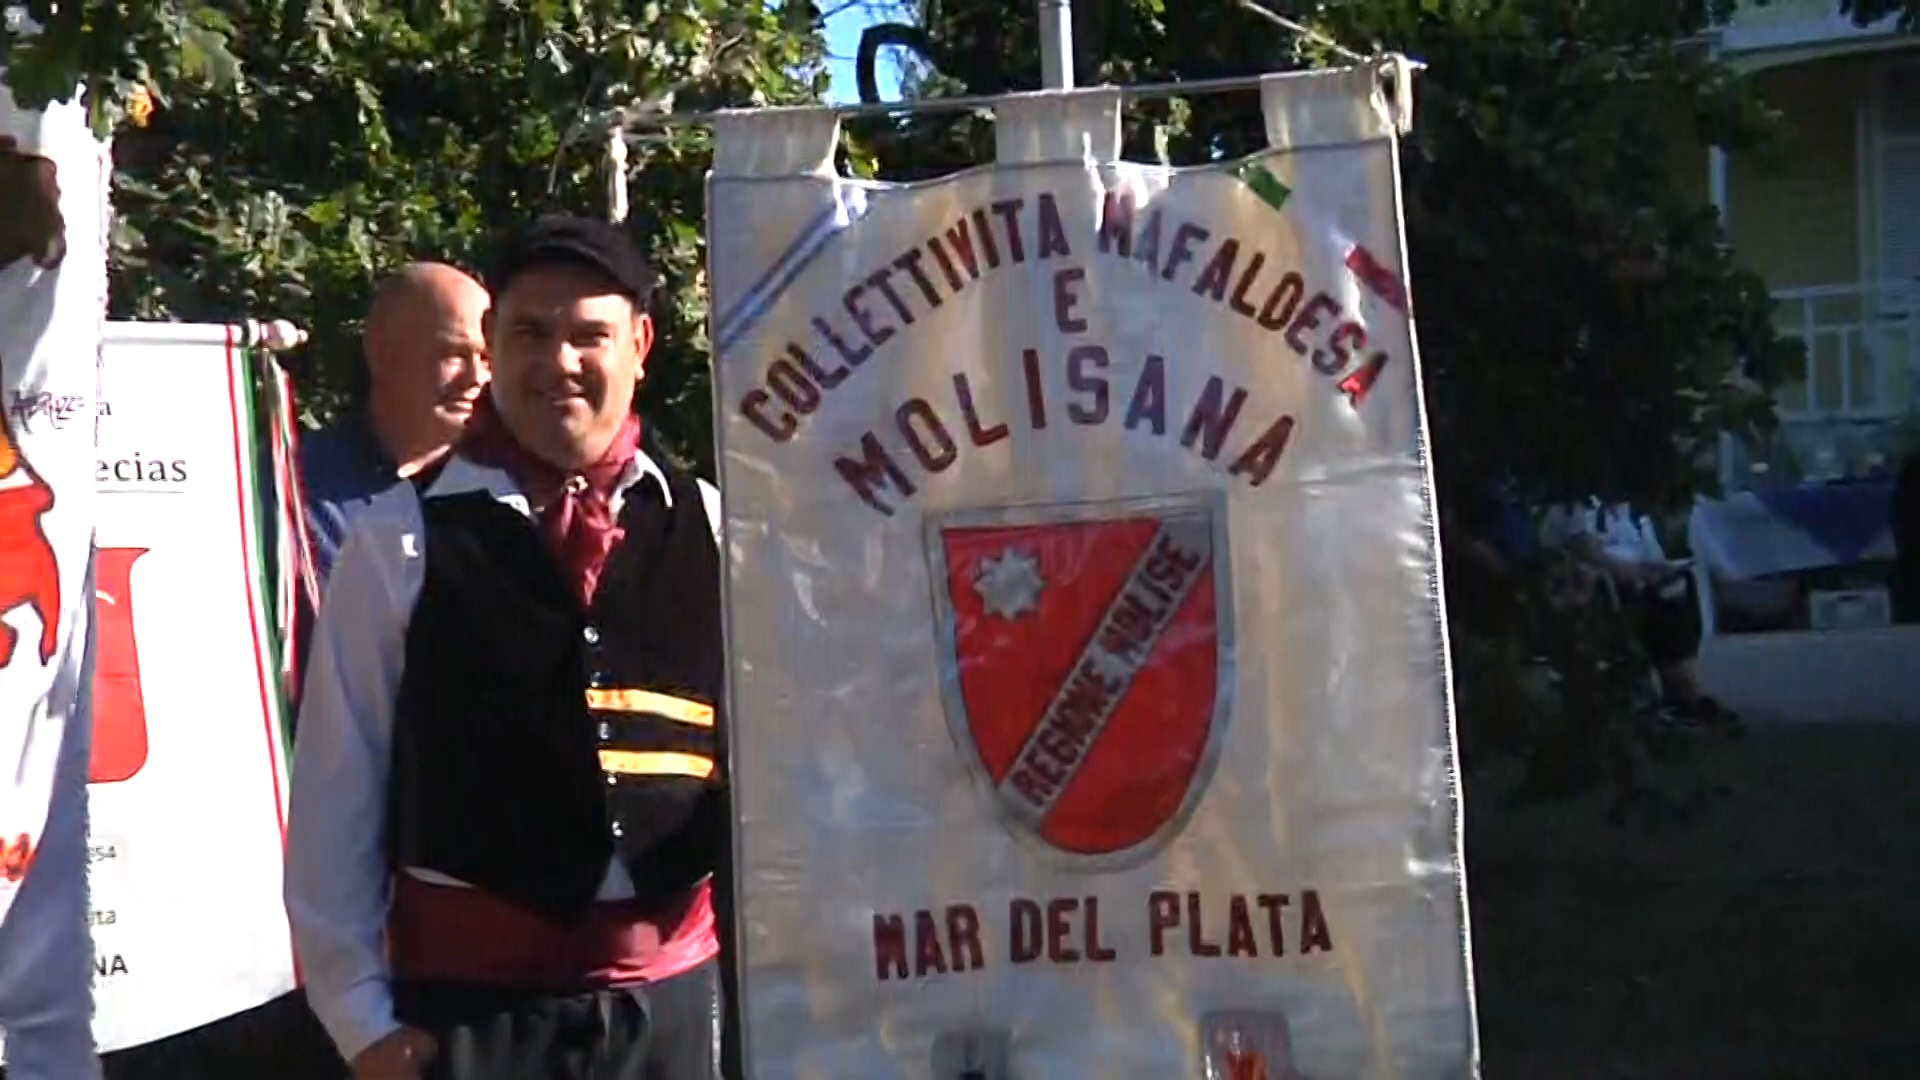 COLLETTIVITA MAFALDESA
E
MOLISANA
REGIONE MOLISE
MAR DEL PLATA
ecias